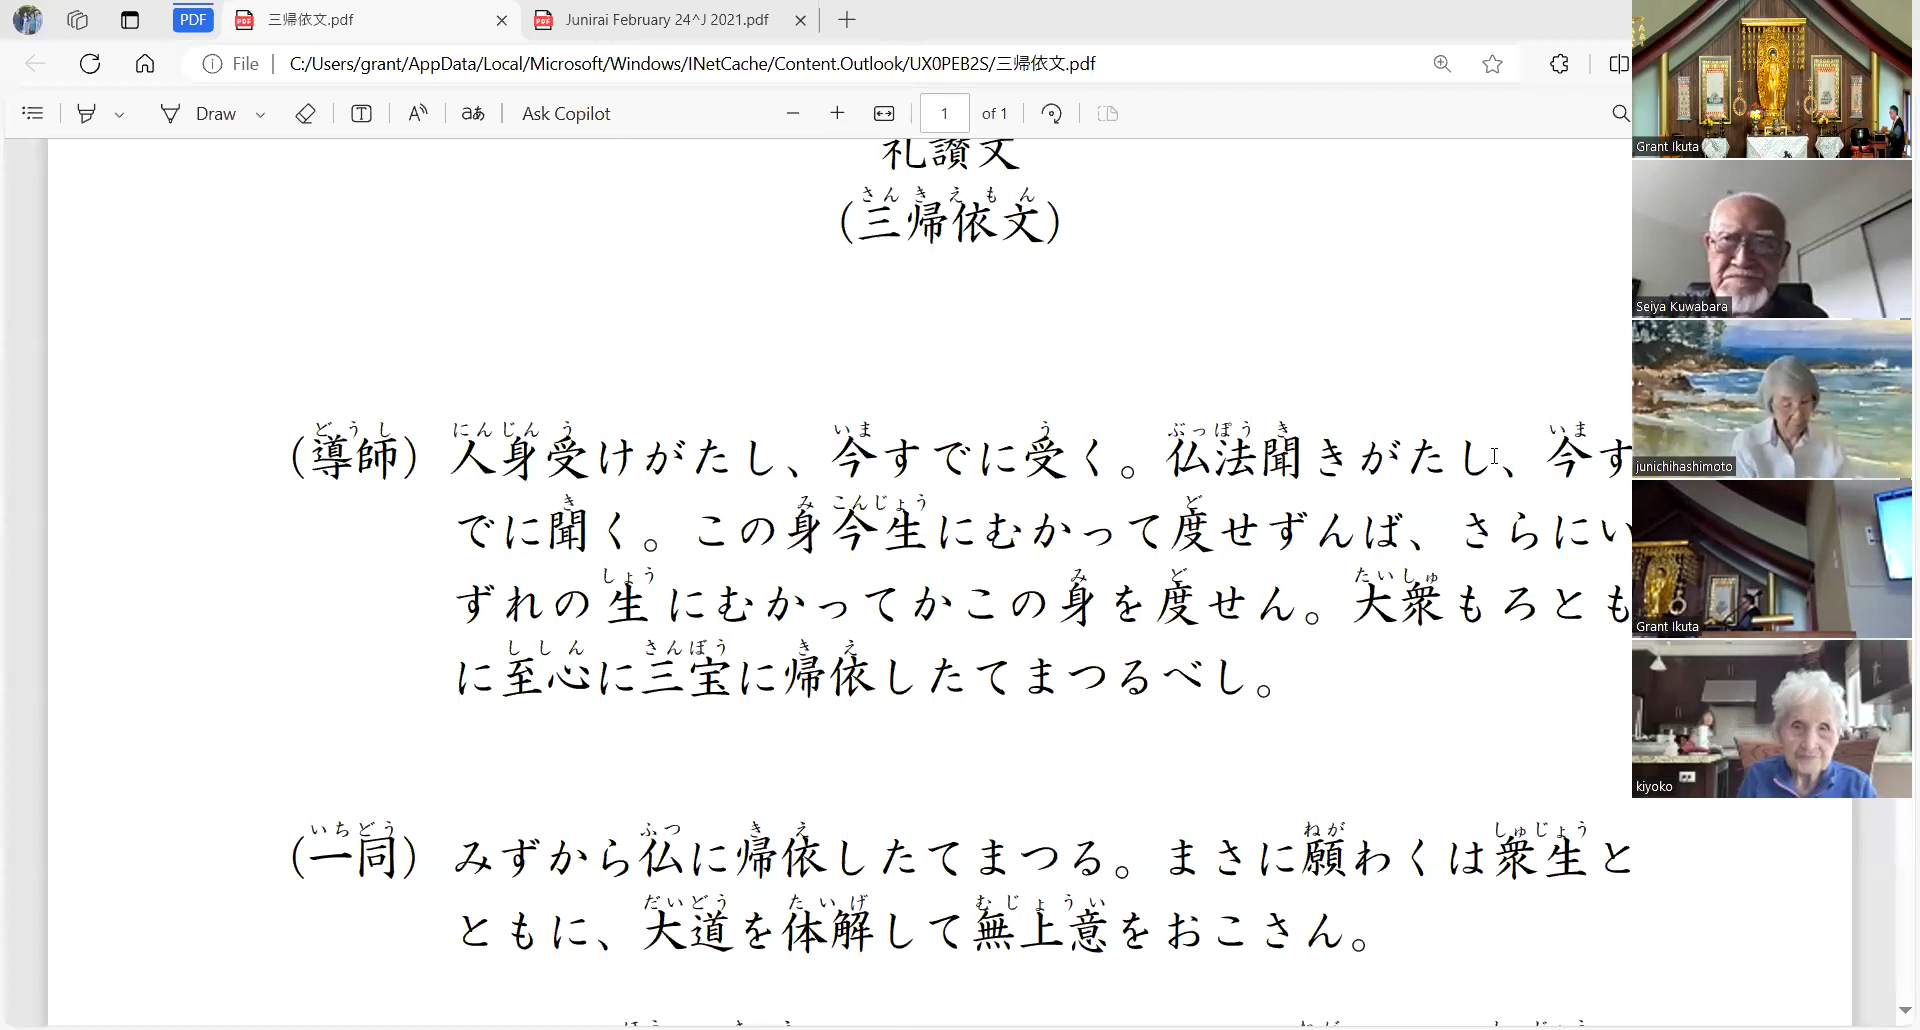 PDF
三帰依文.pdf
Junirai February 24^J 2021.pdf
File
C:/Users/grant/AppData/Local/Microsoft/Windows/INetCache/Content.Outlook/UX0PEB2S/三帰依文.pdf
Draw
aあ
Ask Copilot
1
of 1
礼讃文
さんきえもん
(三帰依文)
どうし にんじん う いま う ぶっぽう き いま
(導師) 人身受けがたし、今すでに受く。仏法聞きがたし、今す
き み こんじょう ど
でに聞く。この身今生にむかって度せずんば、さらにい
しょう み ど たいしゅ
ずれの生にむかってかこの身を度せん。大衆もろとも
ししん さんぼう き え
に至心に三宝に帰依したてまつるべし。
いちどう ふつ き え ねが しゅじょう
(一同) みずから仏に帰依したてまつる。まさに願わくは衆生と
だいどう たいげ むじょうい
ともに、大道を体解して無上意をおこさん。
Grant Ikuta
Seiya Kuwabara
junichihashimoto
Grant Ikuta
kiyoko